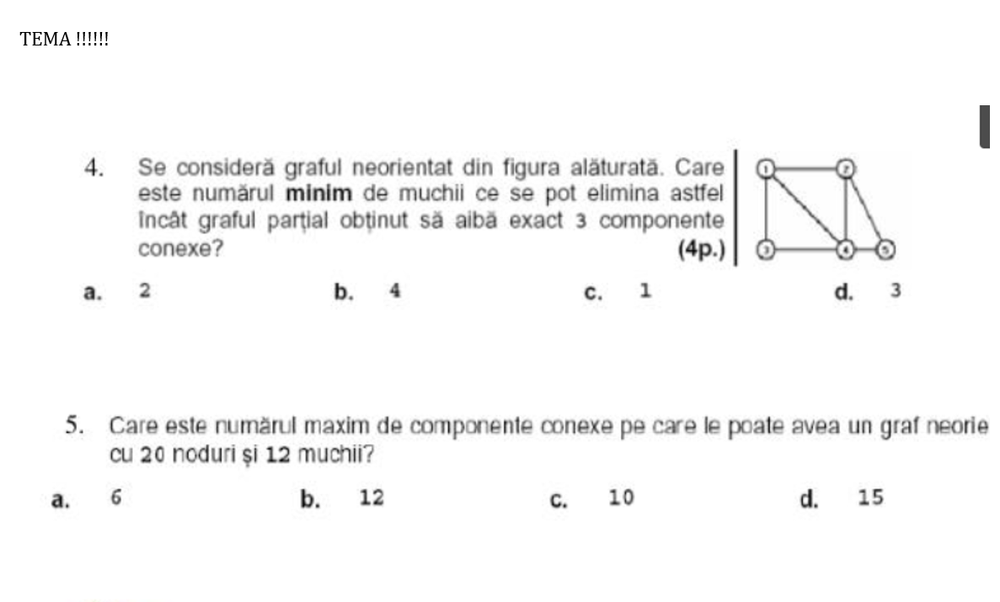 TEMA !!!!!!
4. Se consideră graful neorientat din figura alăturată. Care
este numărul minim de muchii ce se pot elimina astfel
încât graful parţial obţinut să aibă exact 3 componente
conexe? (4p.)
1 2
3 4 5
a. 2 b. 4 c. 1 d. 3
5. Care este numărul maxim de componente conexe pe care le poate avea un graf neorie
cu 20 noduri şi 12 muchii?
a. 6 b. 12 c. 10 d. 15